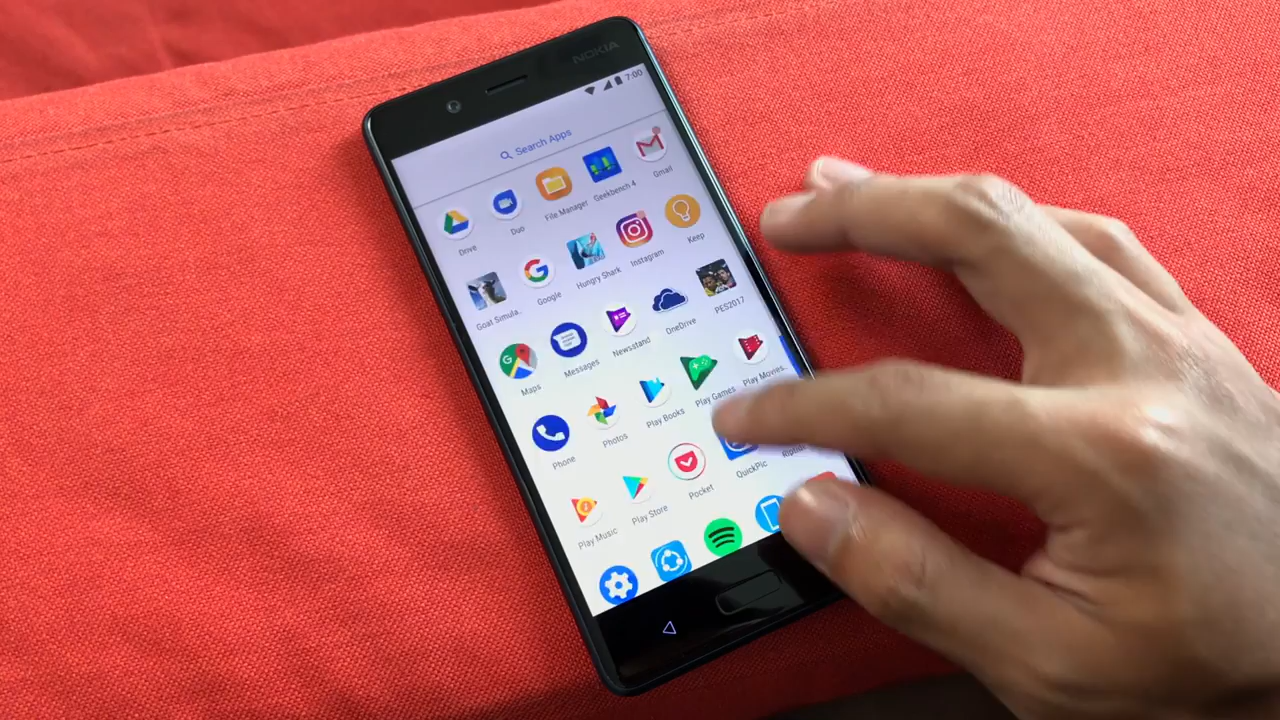 NOKIA
7:00
Search Apps
Drive
Duo
File Manager
Geekbench 4
Gmail
Goat Simula..
Google
Hungry Shark
Instagram
Keep
Maps
Messages
Newsstand
OneDrive
PES2017
Phone
Photos
Play Books
Play Games
Play Movies..
Play Music
Play Store
Pocket
QuickPic